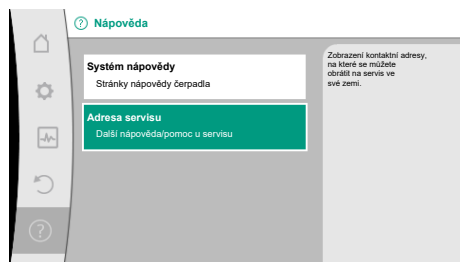 Nápověda
Systém nápovědy
Stránky nápovědy čerpadla
Adresa servisu
Další nápověda/pomoc u servisu
Zobrazení kontaktní adresy,
na které se můžete
obrátit na servis ve
své zemi.